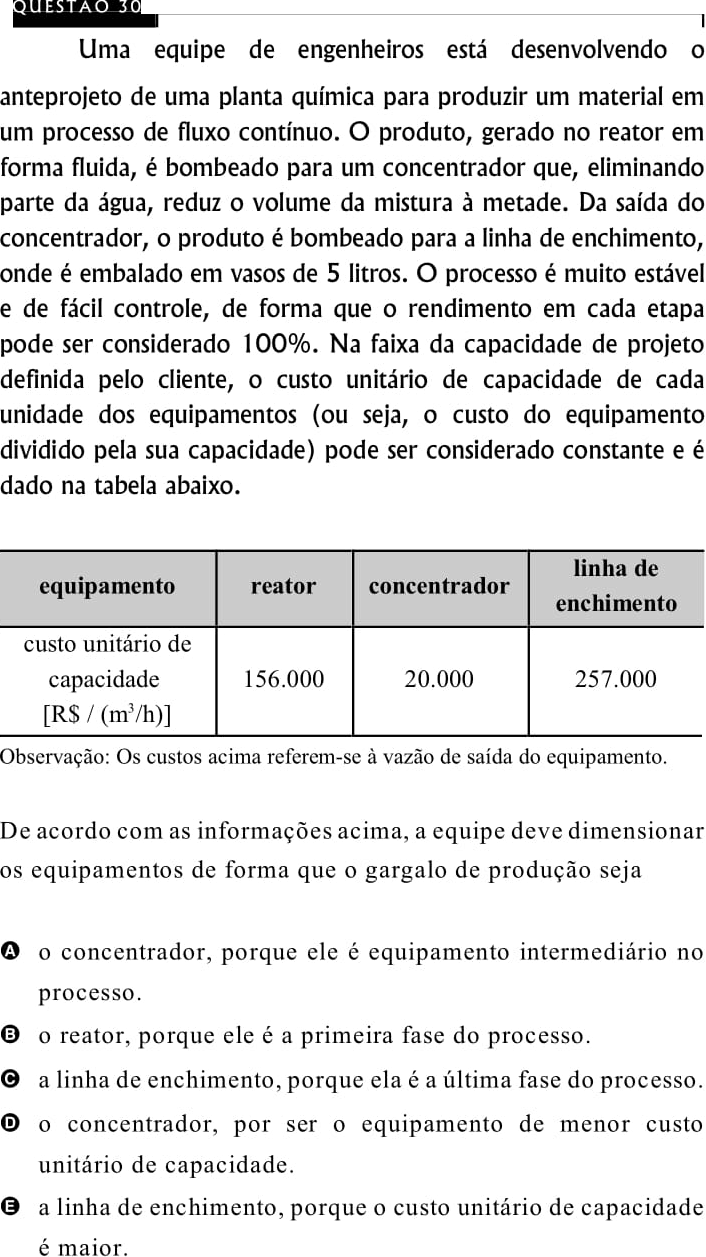 QUESTÃO 30
Uma equipe de engenheiros está desenvolvendo o
anteprojeto de uma planta química para produzir um material em
um processo de fluxo contínuo. O produto, gerado no reator em
forma fluida, é bombeado para um concentrador que, eliminando
parte da água, reduz o volume da mistura à metade. Da saída do
concentrador, o produto é bombeado para a linha de enchimento,
onde é embalado em vasos de 5 litros. O processo é muito estável
e de fácil controle, de forma que o rendimento em cada etapa
pode ser considerado 100%. Na faixa da capacidade de projeto
definida pelo cliente, o custo unitário de capacidade de cada
unidade dos equipamentos (ou seja, o custo do equipamento
dividido pela sua capacidade) pode ser considerado constante e é
dado na tabela abaixo.
equipamento reator concentrador linha de enchimento
custo unitário de
capacidade 156.000 20.000 257.000
[R$ / (m³/h)]
Observação: Os custos acima referem-se à vazão de saída do equipamento.
De acordo com as informações acima, a equipe deve dimensionar
os equipamentos de forma que o gargalo de produção seja
A o concentrador, porque ele é equipamento intermediário no
processo.
B o reator, porque ele é a primeira fase do processo.
C a linha de enchimento, porque ela é a última fase do processo.
D o concentrador, por ser o equipamento de menor custo
unitário de capacidade.
E a linha de enchimento, porque o custo unitário de capacidade
é maior.